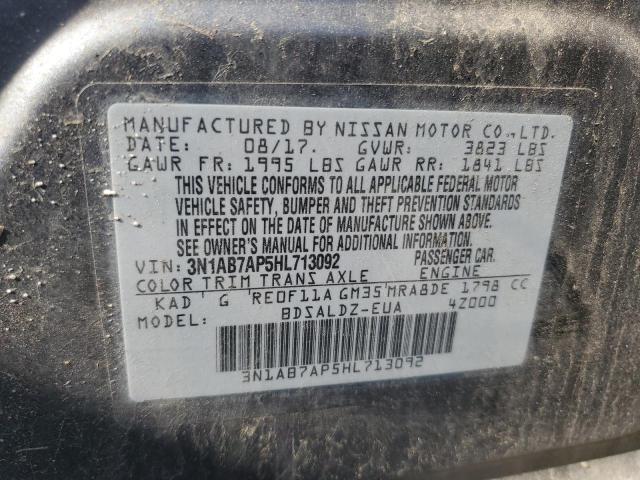 MANUFACTURED BY NISSAN MOTOR CO., LTD.
DATE: 08/17. GVWR: 3823 LBS
GAWR FR: 1995 LBS GAWR RR: 1841 LBS
THIS VEHICLE CONFORMS TO ALL APPLICABLE FEDERAL MOTOR
VEHICLE SAFETY, BUMPER AND THEFT PREVENTION STANDARDS
IN EFFECT ON THE DATE OF MANUFACTURE SHOWN ABOVE.
SEE OWNER'S MANUAL FOR ADDITIONAL INFORMATION.
VIN: 3N1AB7AP5HL713092 PASSENGER CAR.
COLOR TRIM TRANS AXLE ENGINE
KAD G RE0F11A GM35 MRA8DE 1798 CC
MODEL: BDSALDZ-EUA 4Z000
3N1AB7AP5HL713092